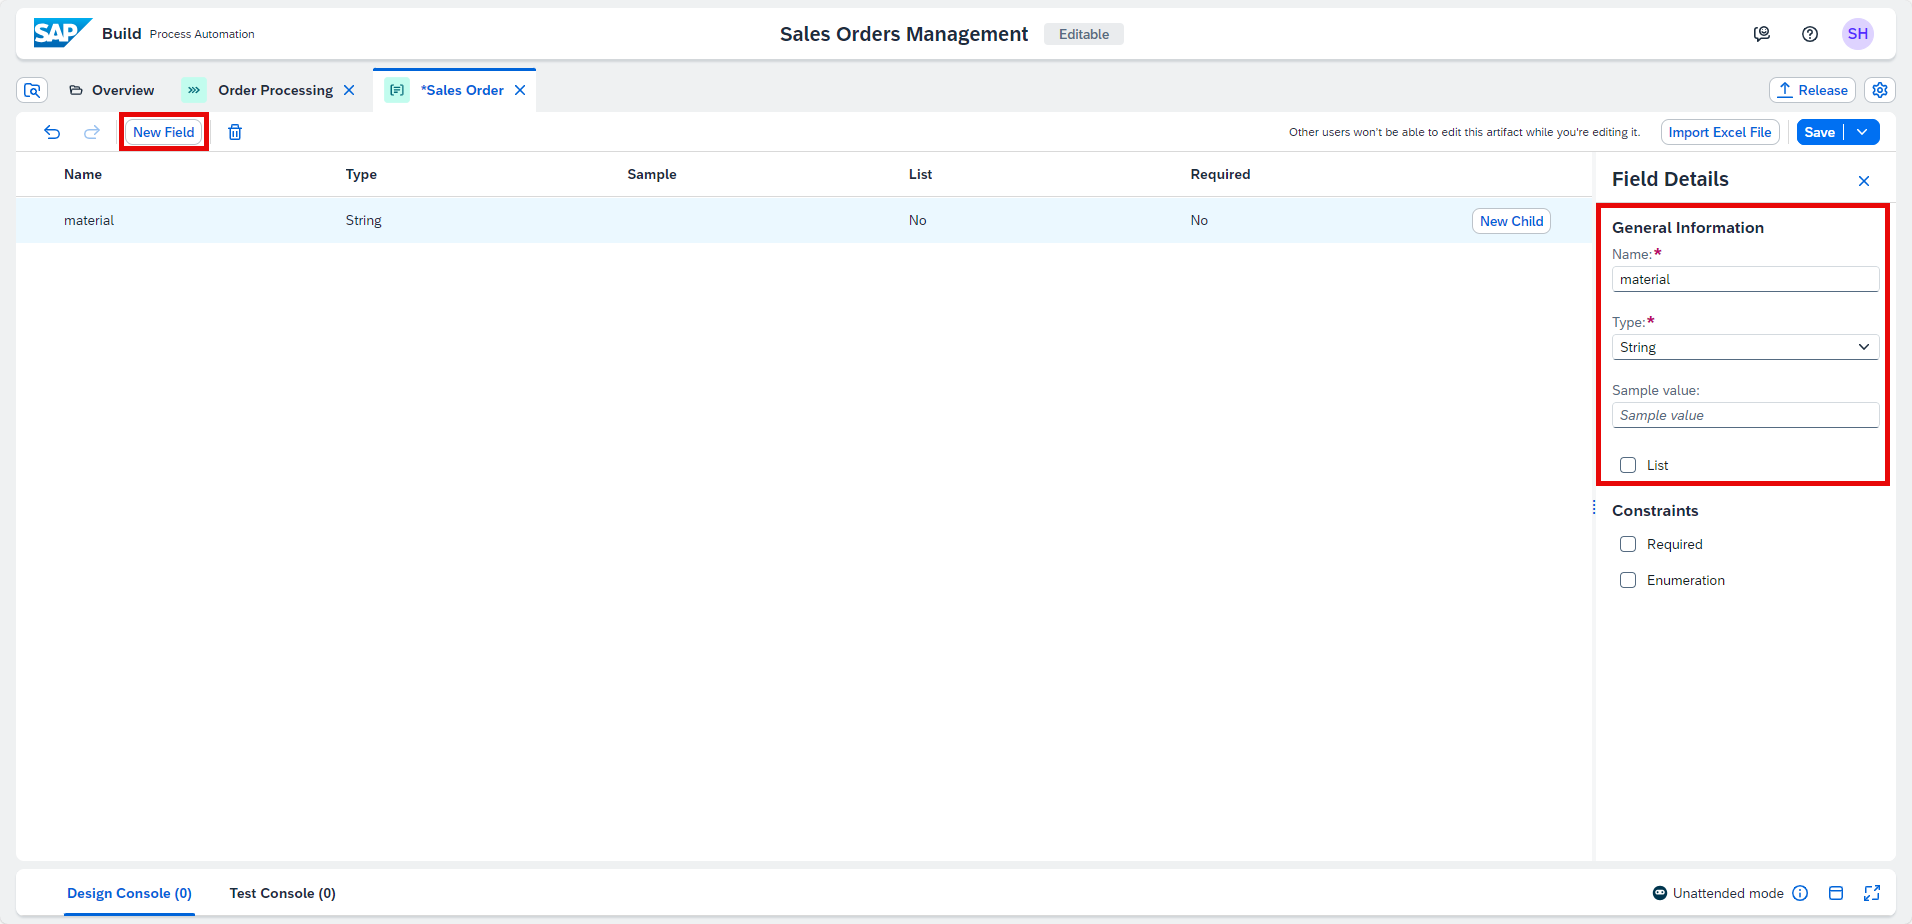 SAP Build Process Automation Sales Orders Management Editable SH
Overview Order Processing *Sales Order Release
New Field Other users won't be able to edit this artifact while you're editing it. Import Excel File Save
Name Type Sample List Required Field Details
material String No No New Child
General Information
Name:*
material
Type:*
String
Sample value:
Sample value
List
Constraints
Required
Enumeration
Design Console (0) Test Console (0) Unattended mode